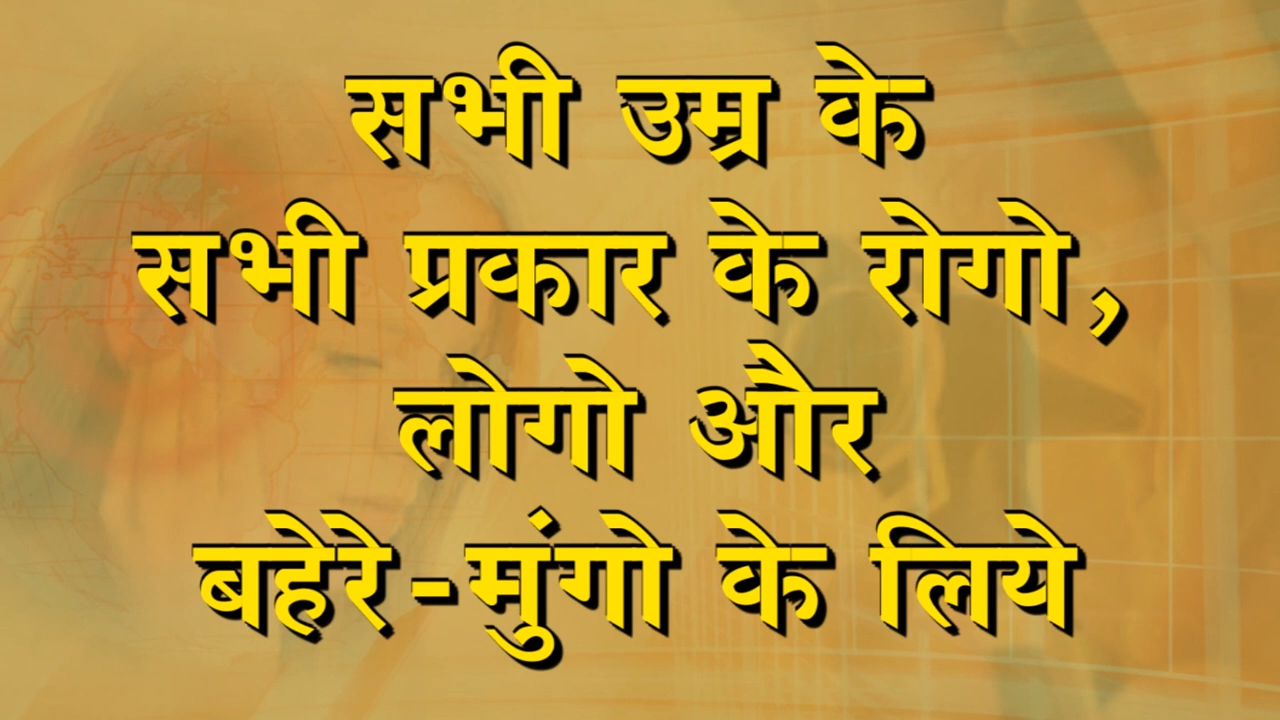 सभी उम्र के
सभी प्रकार के रोगो,
लोगो और
बहेरे-मुंगो के लिये